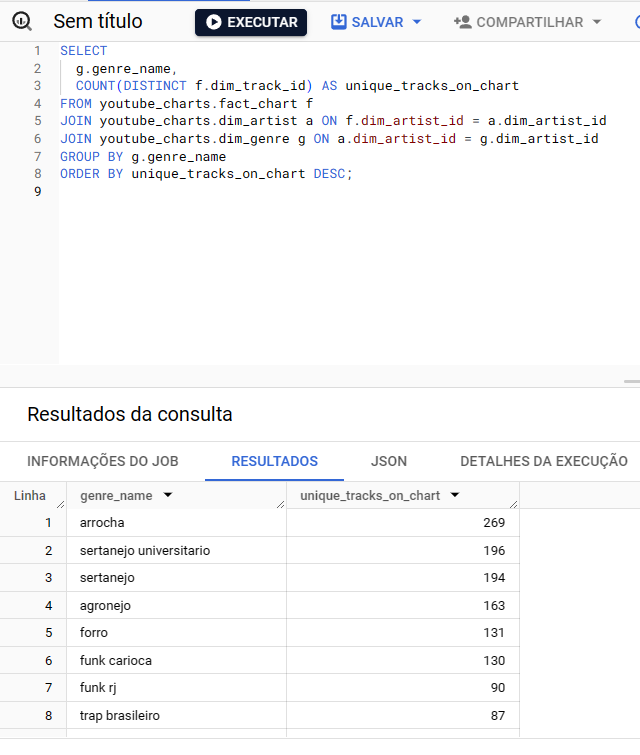 Sem título EXECUTAR SALVAR COMPARTILHAR
1 SELECT
2 g.genre_name,
3 COUNT(DISTINCT f.dim_track_id) AS unique_tracks_on_chart
4 FROM youtube_charts.fact_chart f
5 JOIN youtube_charts.dim_artist a ON f.dim_artist_id = a.dim_artist_id
6 JOIN youtube_charts.dim_genre g ON a.dim_artist_id = g.dim_artist_id
7 GROUP BY g.genre_name
8 ORDER BY unique_tracks_on_chart DESC;
9
Resultados da consulta
INFORMAÇÕES DO JOB RESULTADOS JSON DETALHES DA EXECUÇÃO
Linha genre_name unique_tracks_on_chart
1 arrocha 269
2 sertanejo universitario 196
3 sertanejo 194
4 agronejo 163
5 forro 131
6 funk carioca 130
7 funk rj 90
8 trap brasileiro 87